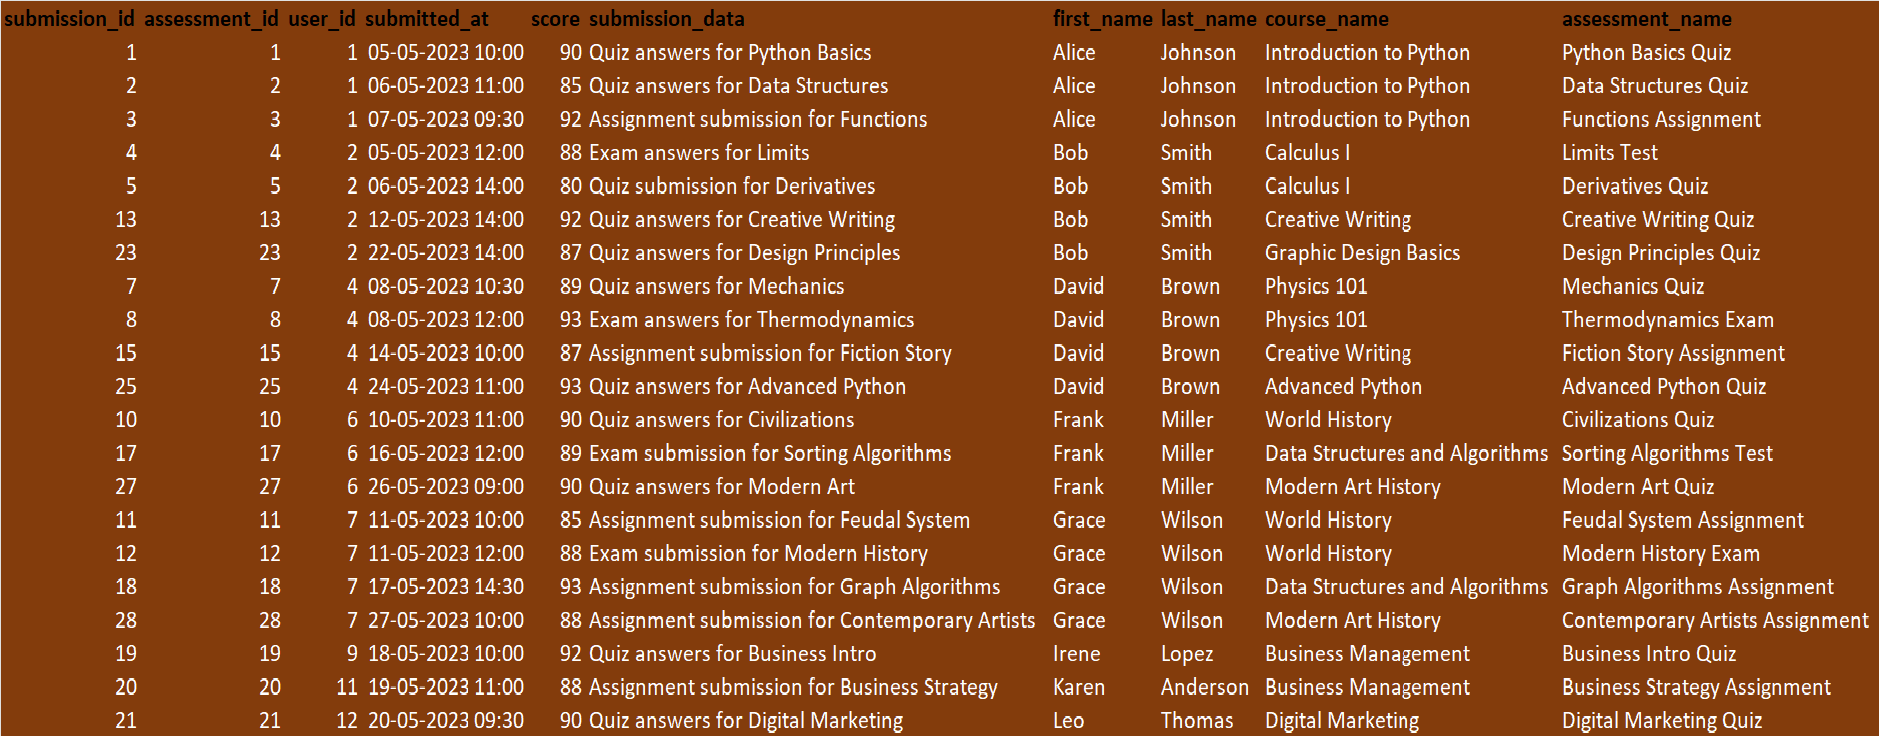 submission_id assessment_id user_id submitted_at score submission_data first_name last_name course_name assessment_name
1 1 1 05-05-2023 10:00 90 Quiz answers for Python Basics Alice Johnson Introduction to Python Python Basics Quiz
2 2 1 06-05-2023 11:00 85 Quiz answers for Data Structures Alice Johnson Introduction to Python Data Structures Quiz
3 3 1 07-05-2023 09:30 92 Assignment submission for Functions Alice Johnson Introduction to Python Functions Assignment
4 4 2 05-05-2023 12:00 88 Exam answers for Limits Bob Smith Calculus I Limits Test
5 5 2 06-05-2023 14:00 80 Quiz submission for Derivatives Bob Smith Calculus I Derivatives Quiz
13 13 2 12-05-2023 14:00 92 Quiz answers for Creative Writing Bob Smith Creative Writing Creative Writing Quiz
23 23 2 22-05-2023 14:00 87 Quiz answers for Design Principles Bob Smith Graphic Design Basics Design Principles Quiz
7 7 4 08-05-2023 10:30 89 Quiz answers for Mechanics David Brown Physics 101 Mechanics Quiz
8 8 4 08-05-2023 12:00 93 Exam answers for Thermodynamics David Brown Physics 101 Thermodynamics Exam
15 15 4 14-05-2023 10:00 87 Assignment submission for Fiction Story David Brown Creative Writing Fiction Story Assignment
25 25 4 24-05-2023 11:00 93 Quiz answers for Advanced Python David Brown Advanced Python Advanced Python Quiz
10 10 6 10-05-2023 11:00 90 Quiz answers for Civilizations Frank Miller World History Civilizations Quiz
17 17 6 16-05-2023 12:00 89 Exam submission for Sorting Algorithms Frank Miller Data Structures and Algorithms Sorting Algorithms Test
27 27 6 26-05-2023 09:00 90 Quiz answers for Modern Art Frank Miller Modern Art History Modern Art Quiz
11 11 7 11-05-2023 10:00 85 Assignment submission for Feudal System Grace Wilson World History Feudal System Assignment
12 12 7 11-05-2023 12:00 88 Exam submission for Modern History Grace Wilson World History Modern History Exam
18 18 7 17-05-2023 14:30 93 Assignment submission for Graph Algorithms Grace Wilson Data Structures and Algorithms Graph Algorithms Assignment
28 28 7 27-05-2023 10:00 88 Assignment submission for Contemporary Artists Grace Wilson Modern Art History Contemporary Artists Assignment
19 19 9 18-05-2023 10:00 92 Quiz answers for Business Intro Irene Lopez Business Management Business Intro Quiz
20 20 11 19-05-2023 11:00 88 Assignment submission for Business Strategy Karen Anderson Business Management Business Strategy Assignment
21 21 12 20-05-2023 09:30 90 Quiz answers for Digital Marketing Leo Thomas Digital Marketing Digital Marketing Quiz